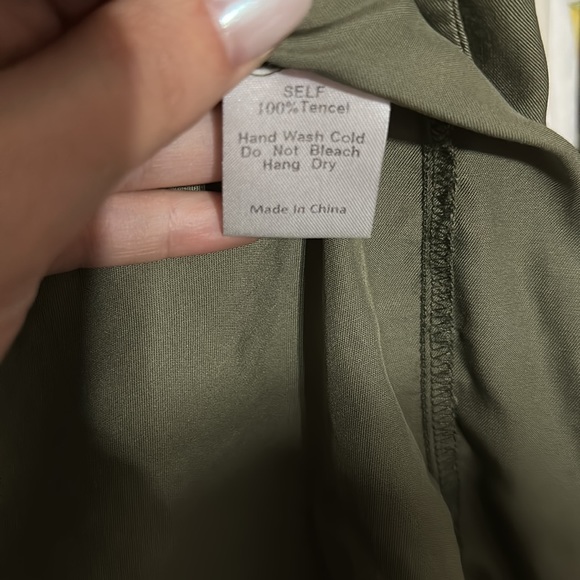 SELF
100%Tencel
Hand Wash Cold
Do Not Bleach
Hang Dry
Made In China